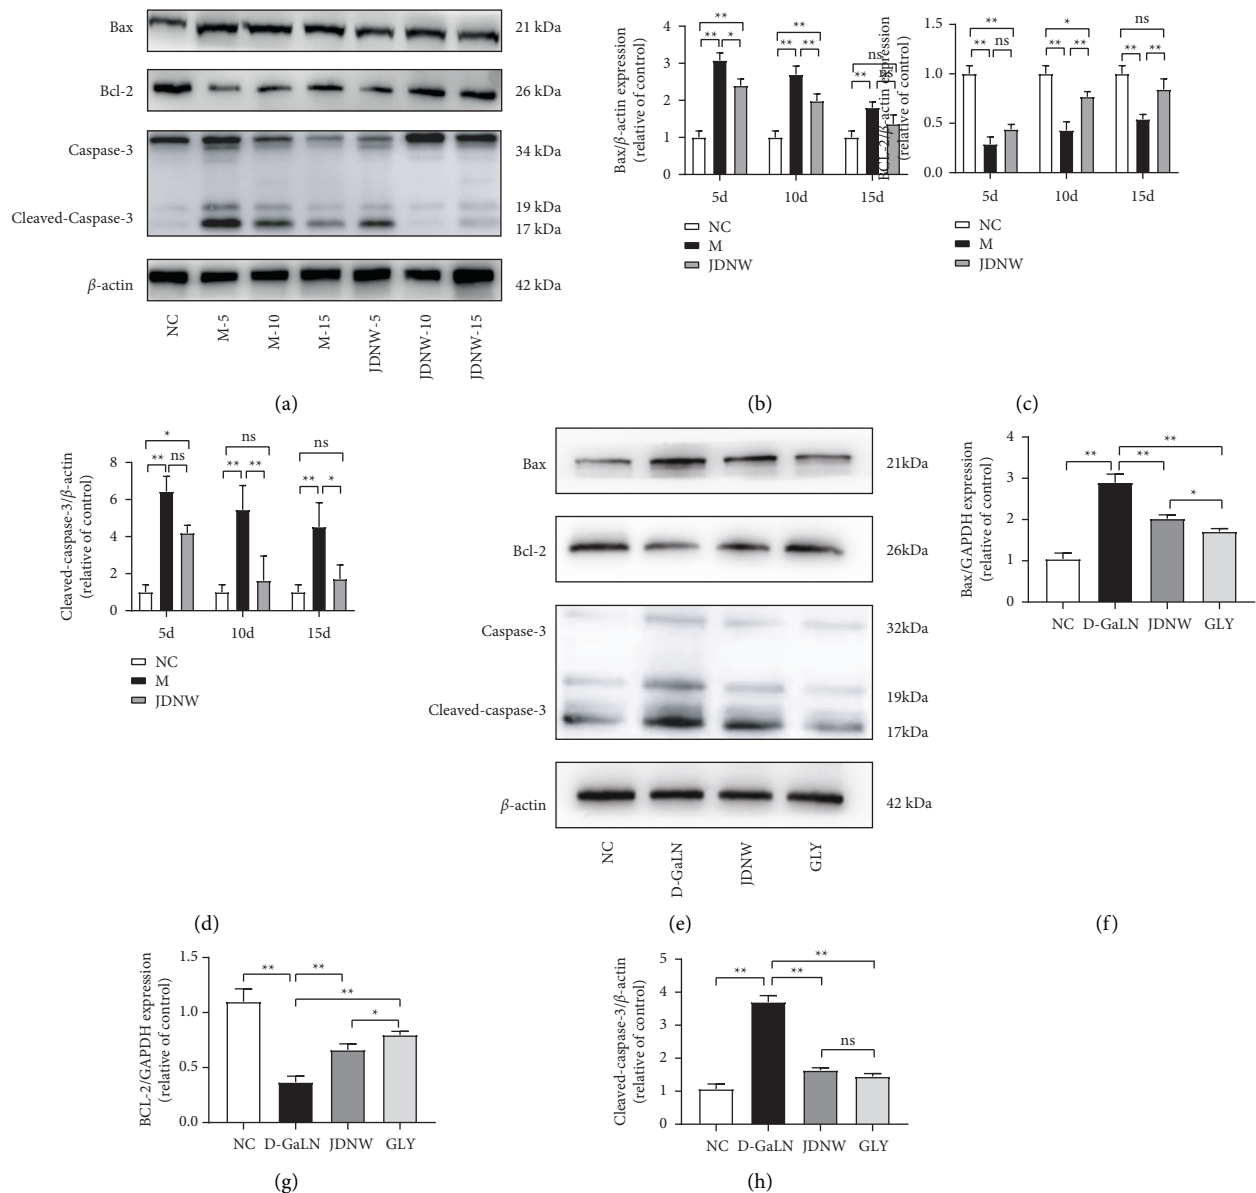 Bax
21 kDa
Bcl-2
26 kDa
Caspase-3
34 kDa
19 kDa
Cleaved-Caspase-3
17 kDa
β-actin
42 kDa
NC
M-5
M-10
M-15
JDNW-5
JDNW-10
JDNW-15
(a)
Bax/β-actin expression
(relative of control)
4
3
2
1
0
**
** *
**
** **
ns
** ns
5d 10d 15d
NC
M
JDNW
(b)
BCL-2/β-actin expression
(relative of control)
1.5
1.0
0.5
0.0
**
** ns
*
** **
ns
** **
5d 10d 15d
NC
M
JDNW
(c)
Cleaved-caspase-3/β-actin
(relative of control)
8
6
4
2
0
*
** ns
ns
** **
ns
** *
5d 10d 15d
NC
M
JDNW
(d)
Bax
21kDa
Bcl-2
26kDa
Caspase-3
32kDa
19kDa
Cleaved-caspase-3
17kDa
β-actin
42 kDa
NC
D-GaLN
JDNW
GLY
(e)
Bax/GAPDH expression
(relative of control)
4
3
2
1
0
**
** **
*
NC D-GaLN JDNW GLY
(f)
BCL-2/GAPDH expression
(relative of control)
1.5
1.0
0.5
0.0
** **
**
*
NC D-GaLN JDNW GLY
(g)
Cleaved-caspase-3/β-actin
(relative of control)
5
4
3
2
1
0
**
** **
ns
NC D-GaLN JDNW GLY
(h)